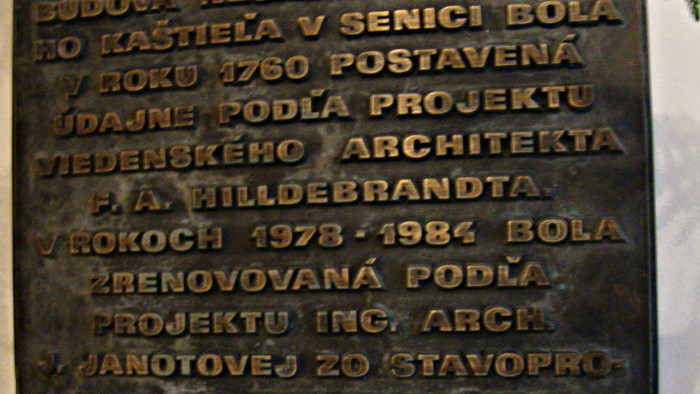 BUDOVA
HO KAŠTIEĽA V SENICI BOLA
V ROKU 1760 POSTAVENÁ
ÚDAJNE PODĽA PROJEKTU
VIEDENSKÉHO ARCHITEKTA
F. A. HILLDEBRANDTA.
V ROKOCH 1978 - 1984 BOLA
ZRENOVOVANÁ PODĽA
PROJEKTU ING. ARCH.
J. JANOTOVEJ ZO STAVOPRO-